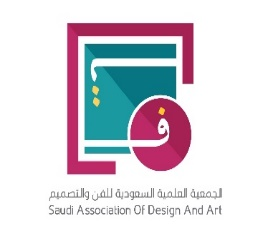 الجمعية العلمية السعودية للفن والتصميم
Saudi Association Of Design And Art